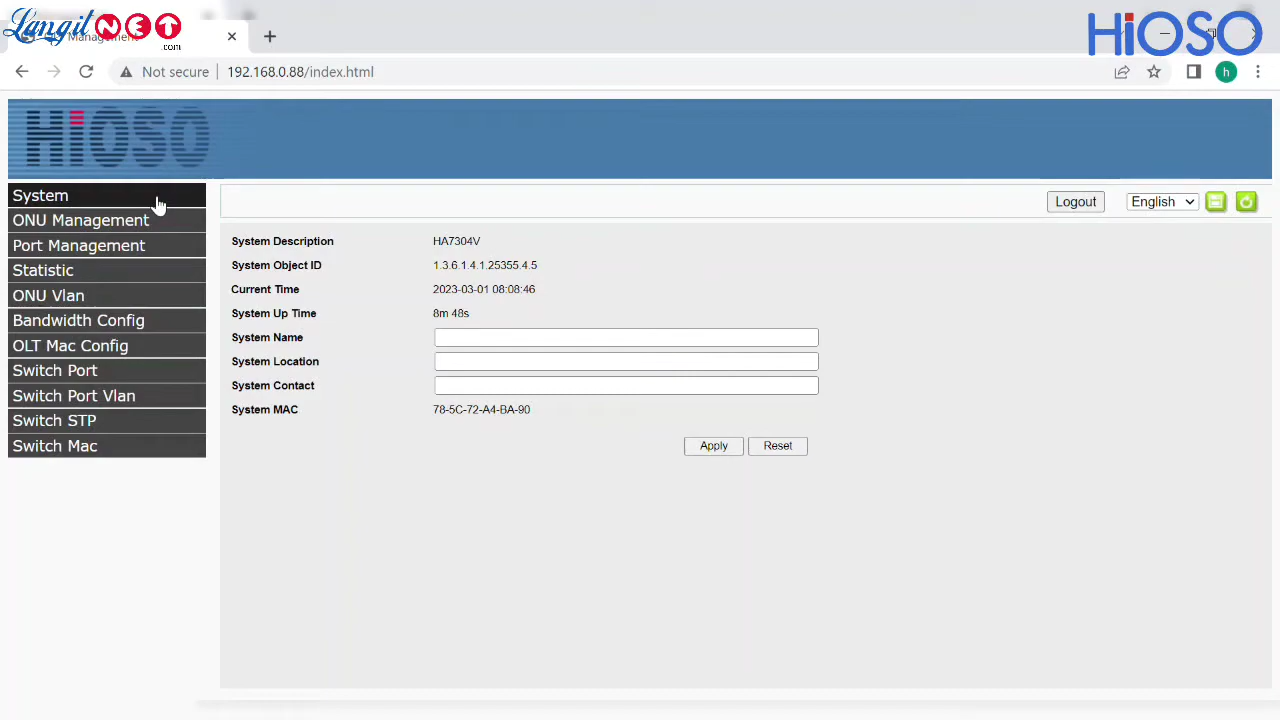 Langit NET
.com
Management
HiOSO
Not secure
192.168.0.88/index.html
h
HiOSO
System
ONU Management
Port Management
Statistic
ONU Vlan
Bandwidth Config
OLT Mac Config
Switch Port
Switch Port Vlan
Switch STP
Switch Mac
Logout
English
System Description HA7304V
System Object ID 1.3.6.1.4.1.25355.4.5
Current Time 2023-03-01 08:08:46
System Up Time 8m 48s
System Name
System Location
System Contact
System MAC 78-5C-72-A4-BA-90
Apply Reset